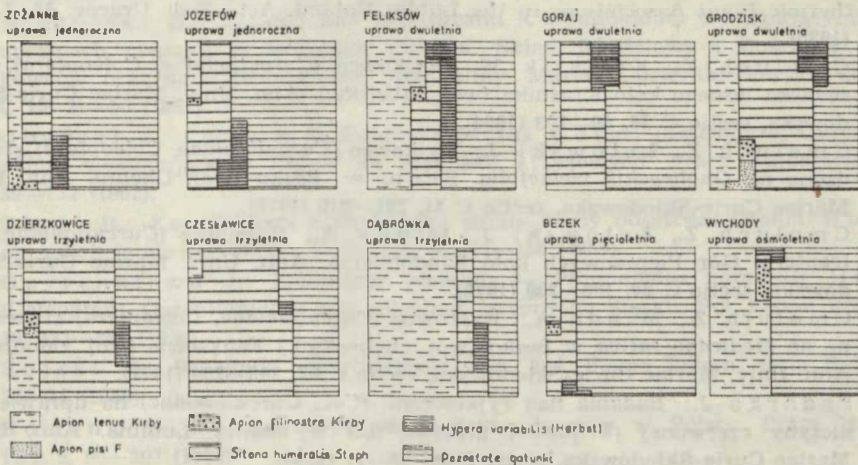 ZDŻANNE
uprawa jednoroczna
JÓZEFÓW
uprawa jednoroczna
FELIKSÓW
uprawa dwuletnia
GORAJ
uprawa dwuletnia
GRODZISK
uprawa dwuletnia
DZIERZKOWICE
uprawa trzyletnia
CZESŁAWICE
uprawa trzyletnia
DĄBRÓWKA
uprawa trzyletnia
BEZEK
uprawa pięcioletnia
WYCHODY
uprawa ośmioletnia
Apion tenue Kirby
Apion filirostre Kirby
Hypera variabilis (Herbst)
Apion pisi F
Sitona humeralis Steph
Pozostałe gatunki